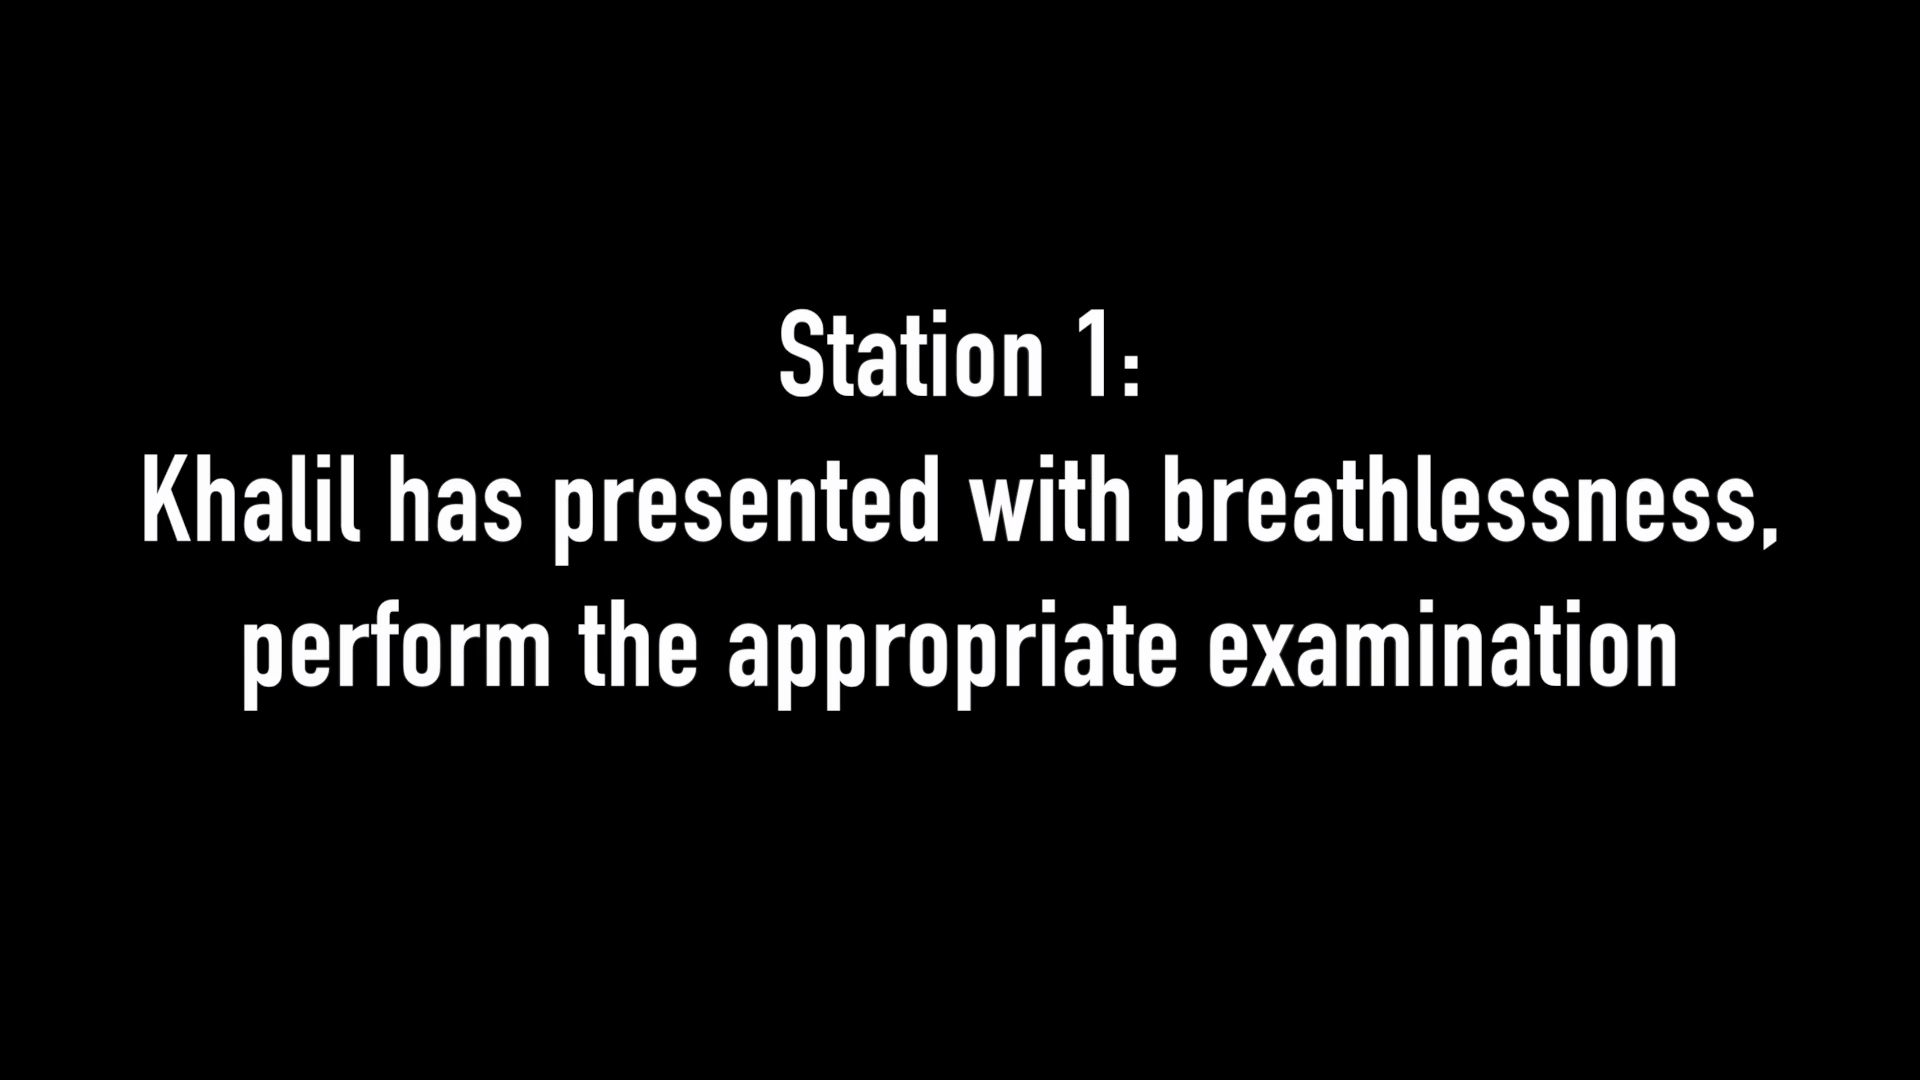 Station 1:
Khalil has presented with breathlessness,
perform the appropriate examination